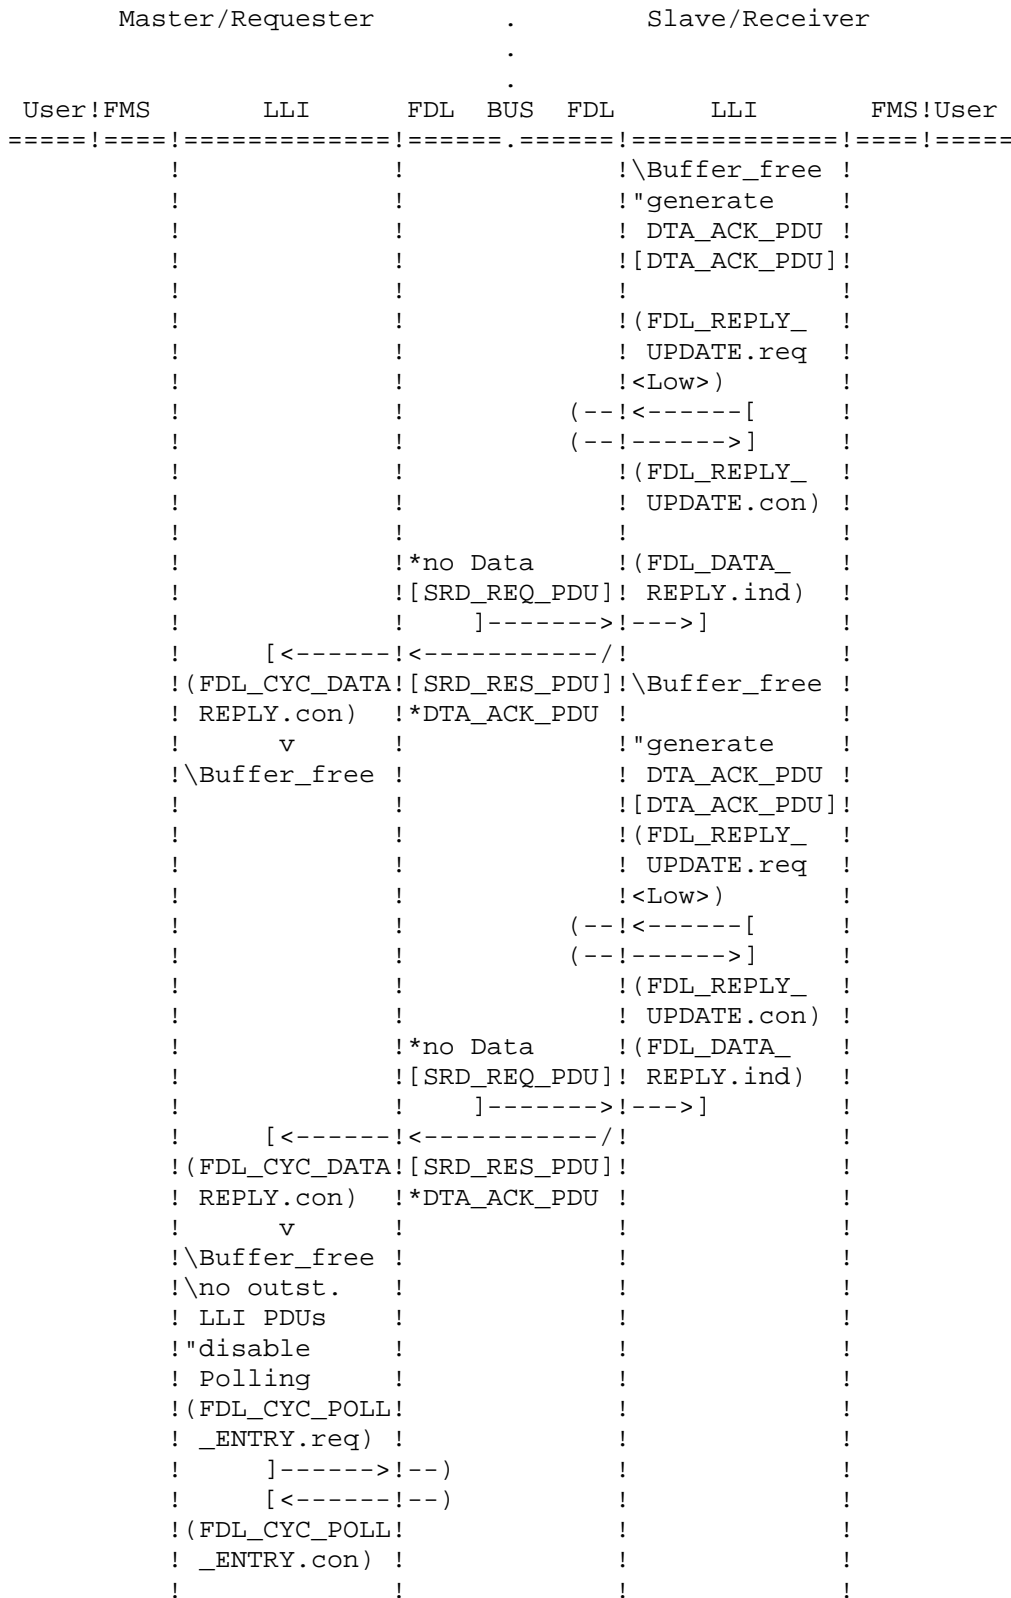 Master/Requester          .        Slave/Receiver
                                 .
                                 .
 User!FMS       LLI      FDL  BUS  FDL      LLI       FMS!User
=====!====!=============!======.======!=============!====!=====
          !             !             !\Buffer_free !
          !             !             !"generate    !
          !             !             ! DTA_ACK_PDU !
          !             !             ![DTA_ACK_PDU]!
          !             !             !             !
          !             !             !(FDL_REPLY_  !
          !             !             ! UPDATE.req  !
          !             !             !<Low>)       !
          !             !          (--!<------[     !
          !             !          (--!------>]     !
          !             !             !(FDL_REPLY_  !
          !             !             ! UPDATE.con) !
          !             !             !             !
          !             !*no Data     !(FDL_DATA_   !
          !             ![SRD_REQ_PDU]! REPLY.ind)  !
          !             !    ]------->!--->]        !
          !     [<------!<-----------/!             !
          !(FDL_CYC_DATA![SRD_RES_PDU]!\Buffer_free !
          ! REPLY.con)  !*DTA_ACK_PDU !             !
          !      v      !             !"generate    !
          !\Buffer_free !             ! DTA_ACK_PDU !
          !             !             ![DTA_ACK_PDU]!
          !             !             !(FDL_REPLY_  !
          !             !             ! UPDATE.req  !
          !             !             !<Low>)       !
          !             !          (--!<------[     !
          !             !          (--!------>]     !
          !             !             !(FDL_REPLY_  !
          !             !             ! UPDATE.con) !
          !             !*no Data     !(FDL_DATA_   !
          !             ![SRD_REQ_PDU]! REPLY.ind)  !
          !             !    ]------->!--->]        !
          !     [<------!<-----------/!             !
          !(FDL_CYC_DATA![SRD_RES_PDU]!             !
          ! REPLY.con)  !*DTA_ACK_PDU !             !
          !      v      !             !             !
          !\Buffer_free !             !             !
          !\no outst.   !             !             !
          ! LLI PDUs    !             !             !
          !"disable     !             !             !
          ! Polling     !             !             !
          !(FDL_CYC_POLL!             !             !
          ! _ENTRY.req) !             !             !
          !     ]------>!--)          !             !
          !     [<------!--)          !             !
          !(FDL_CYC_POLL!             !             !
          ! _ENTRY.con) !             !             !
          !             !             !             !